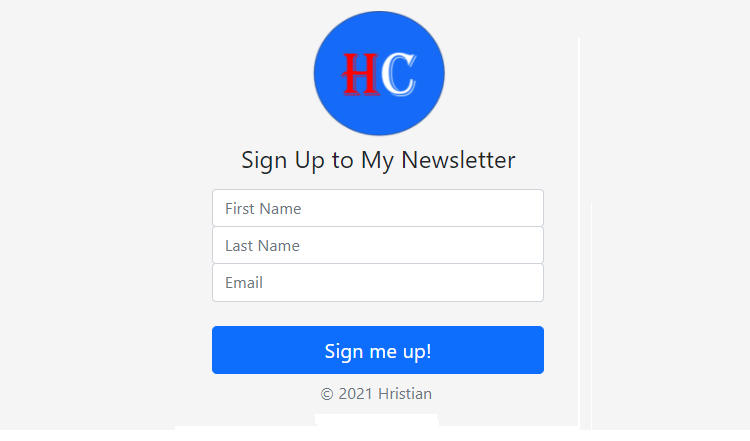 HC
Sign Up to My Newsletter
First Name
Last Name
Email
Sign me up!
© 2021 Hristian